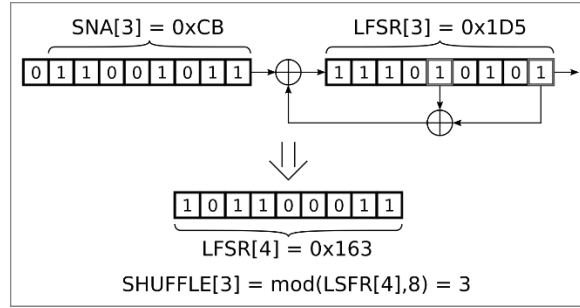 SNA[3] = 0xCB LFSR[3] = 0x1D5
0 1 1 0 0 1 0 1 1 1 1 1 0 1 0 1 0 1
1 0 1 1 0 0 0 1 1
LFSR[4] = 0x163
SHUFFLE[3] = mod(LSFR[4],8) = 3